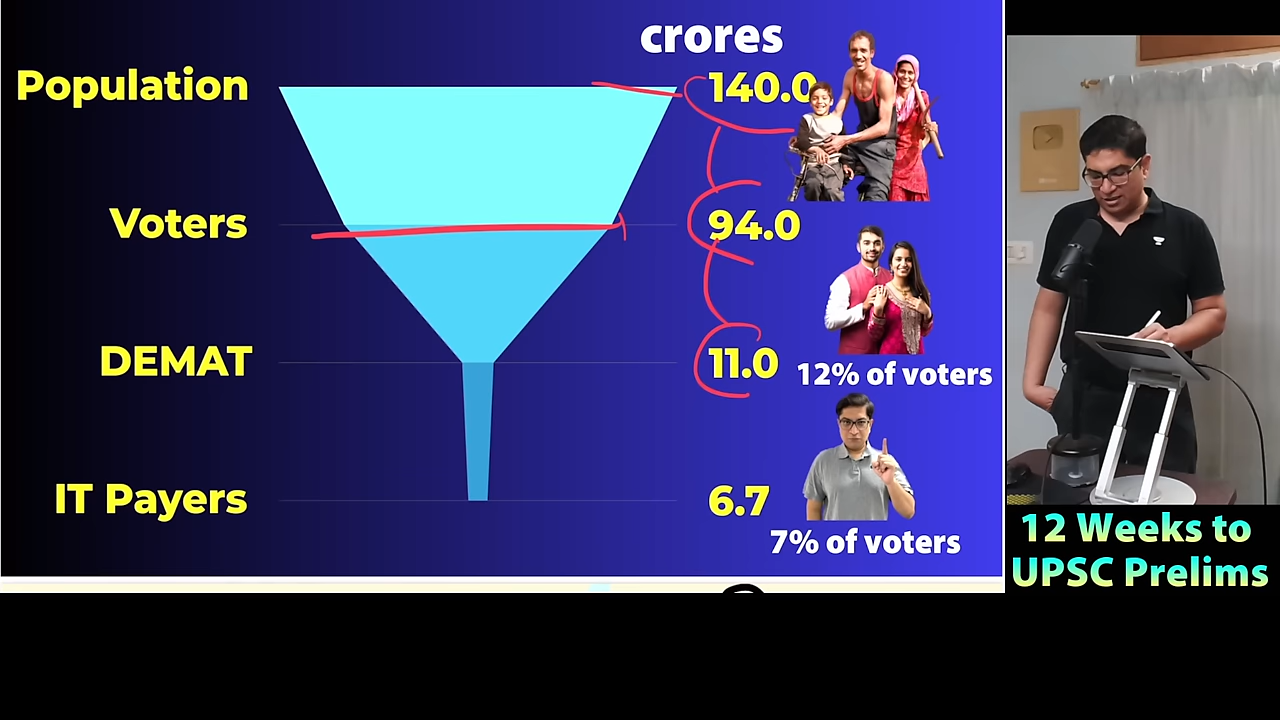 crores
Population 140.0
Voters 94.0
DEMAT 11.0
12% of voters
IT Payers 6.7
7% of voters
12 Weeks to
UPSC Prelims